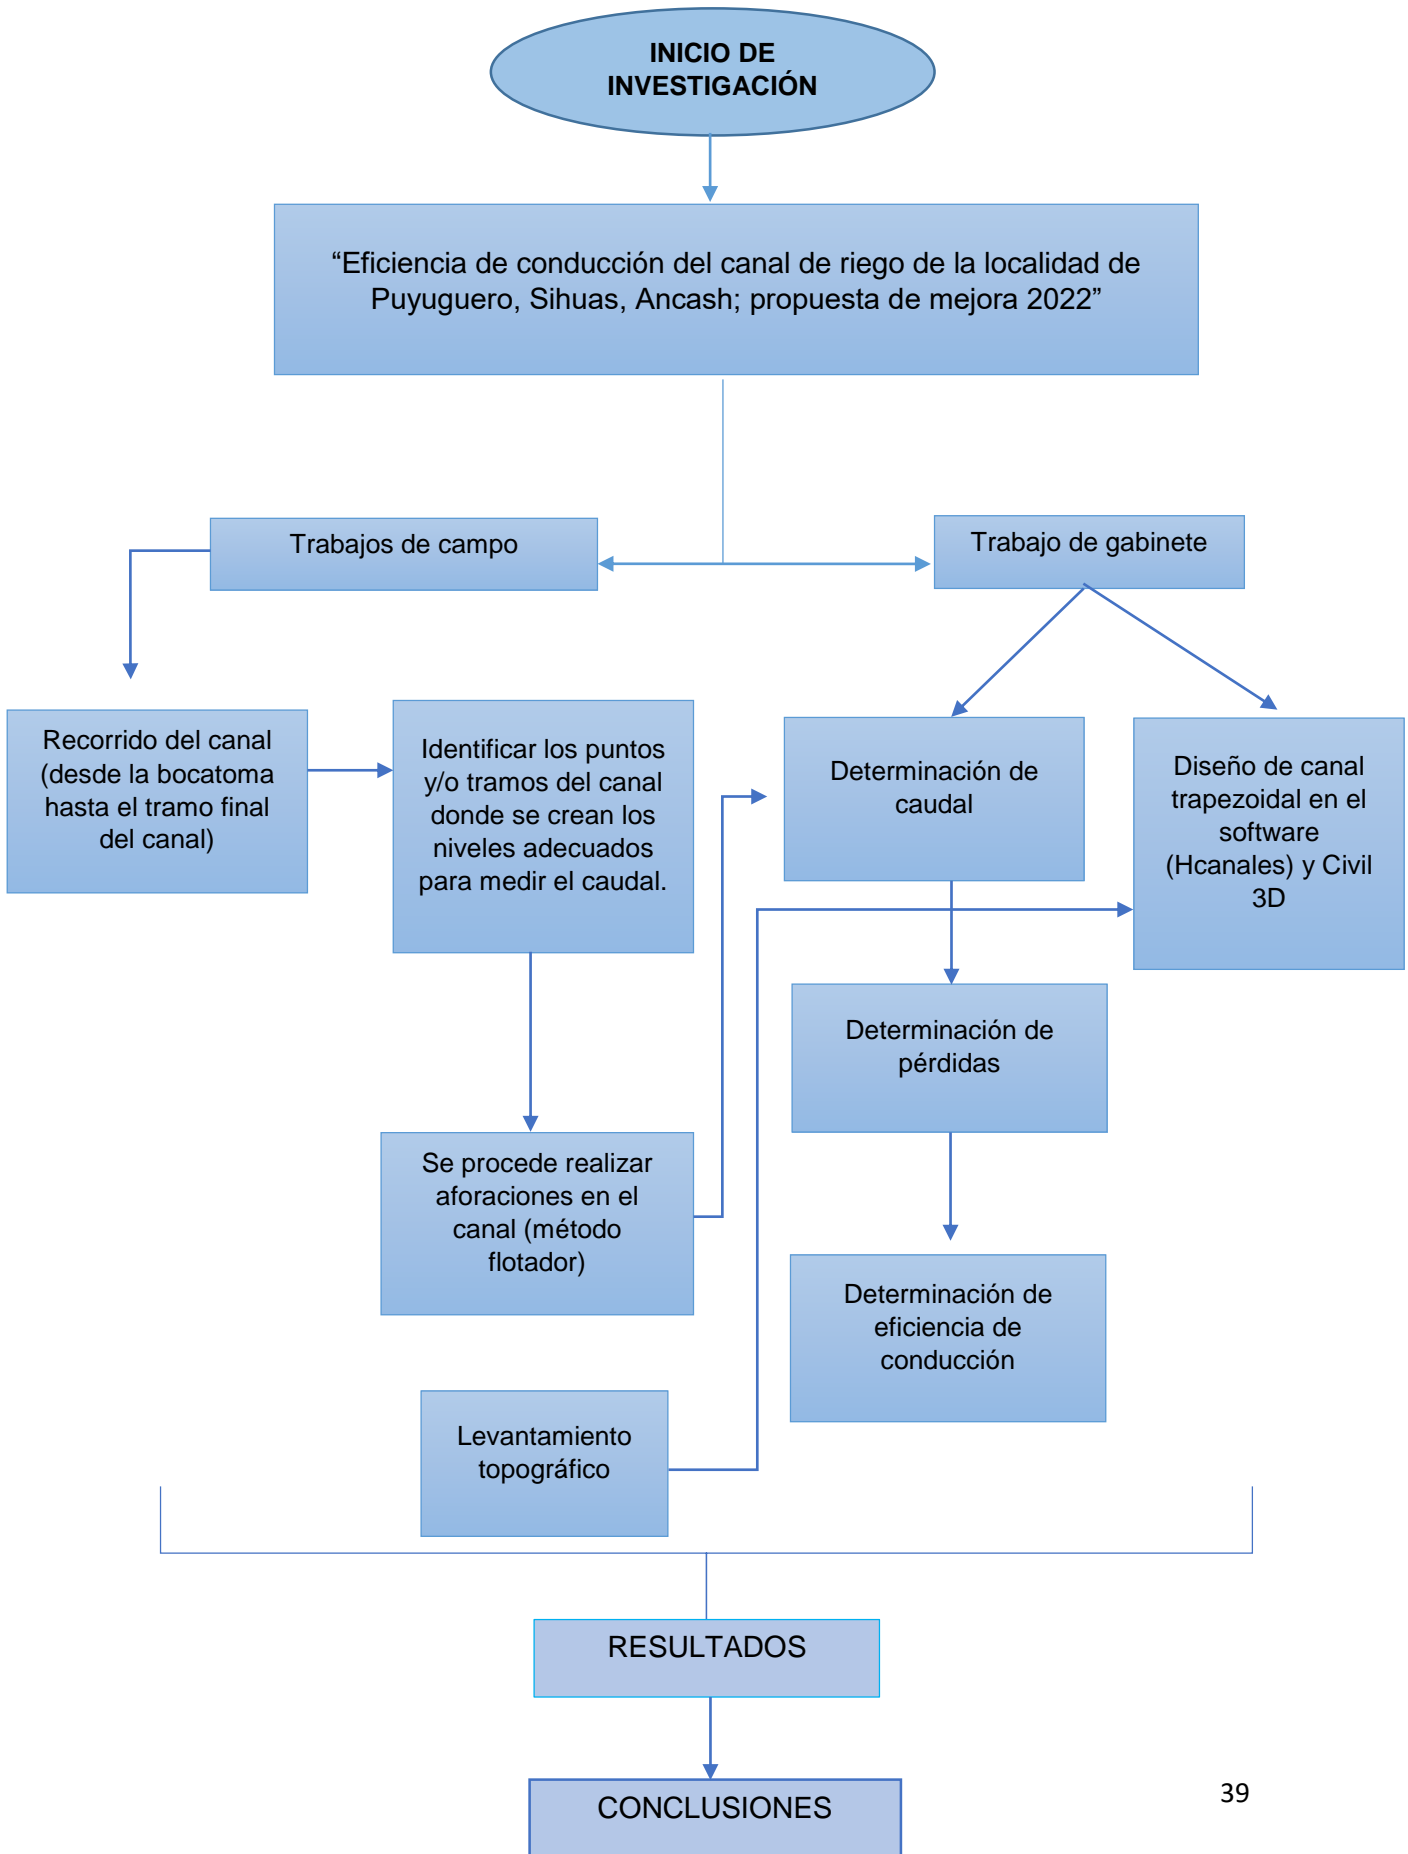 INICIO DE
INVESTIGACIÓN
“Eficiencia de conducción del canal de riego de la localidad de
Puyuguero, Sihuas, Ancash; propuesta de mejora 2022”
Trabajos de campo
Trabajo de gabinete
Recorrido del canal
(desde la bocatoma
hasta el tramo final
del canal)
Identificar los puntos
y/o tramos del canal
donde se crean los
niveles adecuados
para medir el caudal.
Determinación de
caudal
Diseño de canal
trapezoidal en el
software
(Hcanales) y Civil
3D
Determinación de
pérdidas
Se procede realizar
aforaciones en el
canal (método
flotador)
Determinación de
eficiencia de
conducción
Levantamiento
topográfico
RESULTADOS
CONCLUSIONES
39